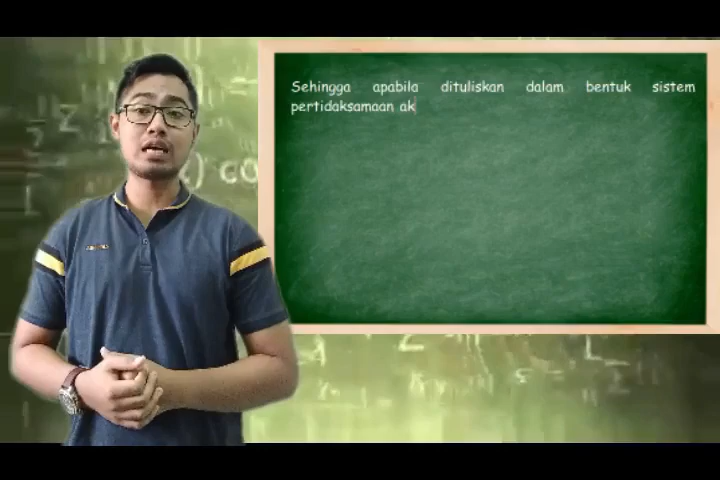 Sehingga apabila dituliskan dalam bentuk sistem
pertidaksamaan ak